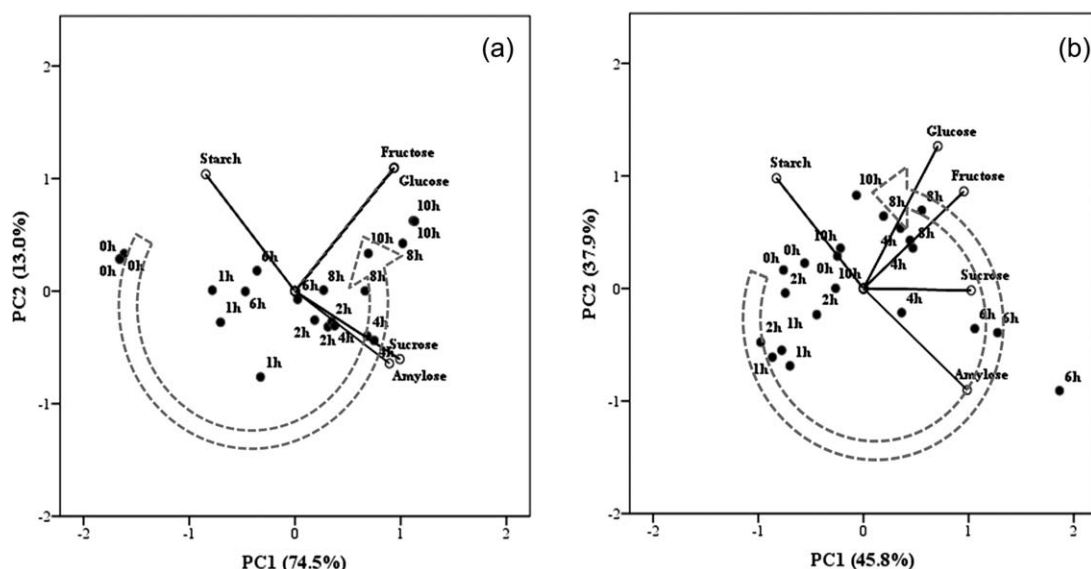 (a)
2
Fructose
Starch
Glucose
1
10h
10h
0h
6h
10h
8h
0h
0h
1h
6h
6h
8h
8h
0
1h
2h
2h
2h
4h
4h
4h
Sucrose
Amylose
1h
-1
-2
-2
-1
0
1
2
PC2 (13.0%)
PC1 (74.5%)
(b)
2
Glucose
Starch
10h
Fructose
1
8h
8h
4h
8h
0h
0h
10h
4h
2h
0h
10h
Sucrose
0
2h
4h
6h
6h
2h
1h
1h
1h
Amylose
6h
-1
-2
-2
-1
0
1
2
PC2 (37.9%)
PC1 (45.8%)